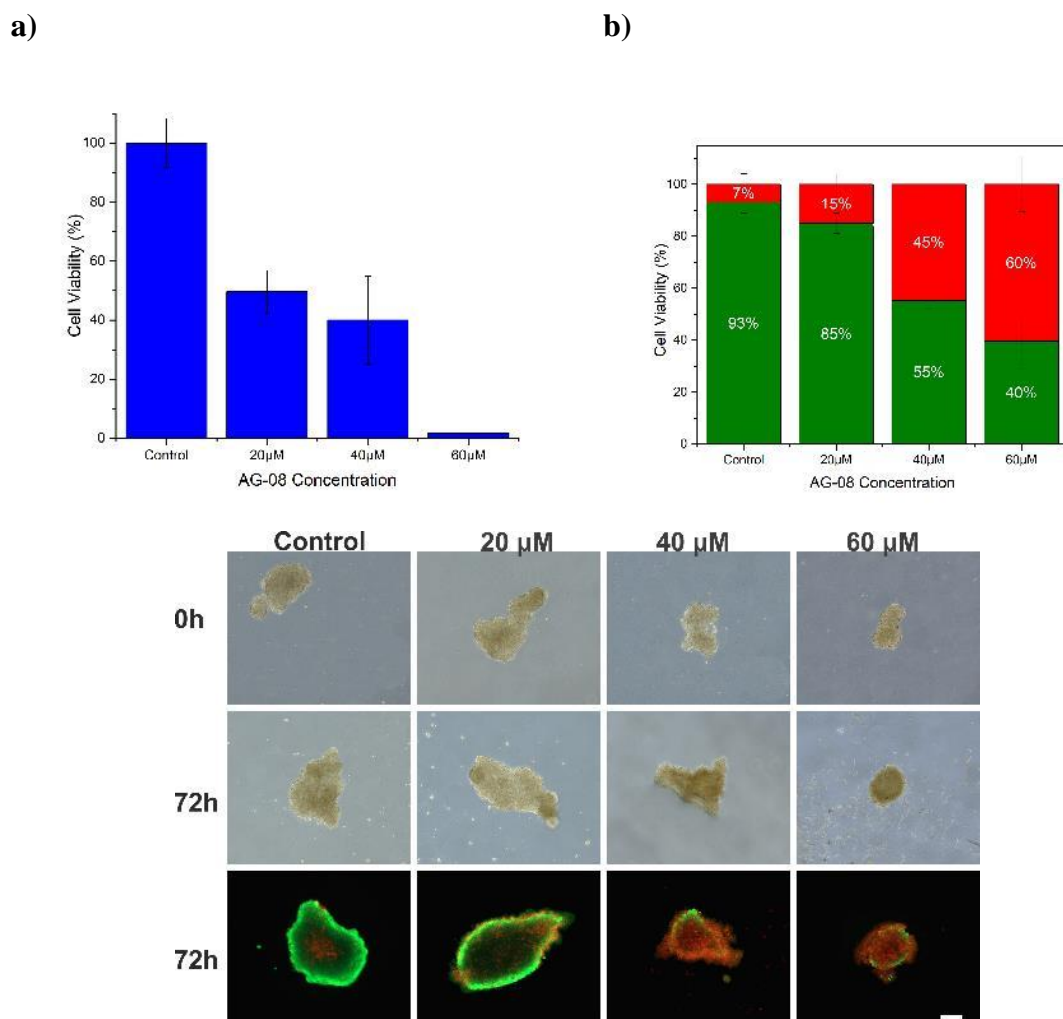 a) b)
Cell Viability (%)
100
80
60
40
20
0
Control 20µM 40µM 60µM
AG-08 Concentration
Cell Viability (%)
100
80
60
40
20
0
7% 15% 45% 60%
93% 85% 55% 40%
Control 20µM 40µM 60µM
AG-08 Concentration
Control 20 µM 40 µM 60 µM
0h
72h
72h